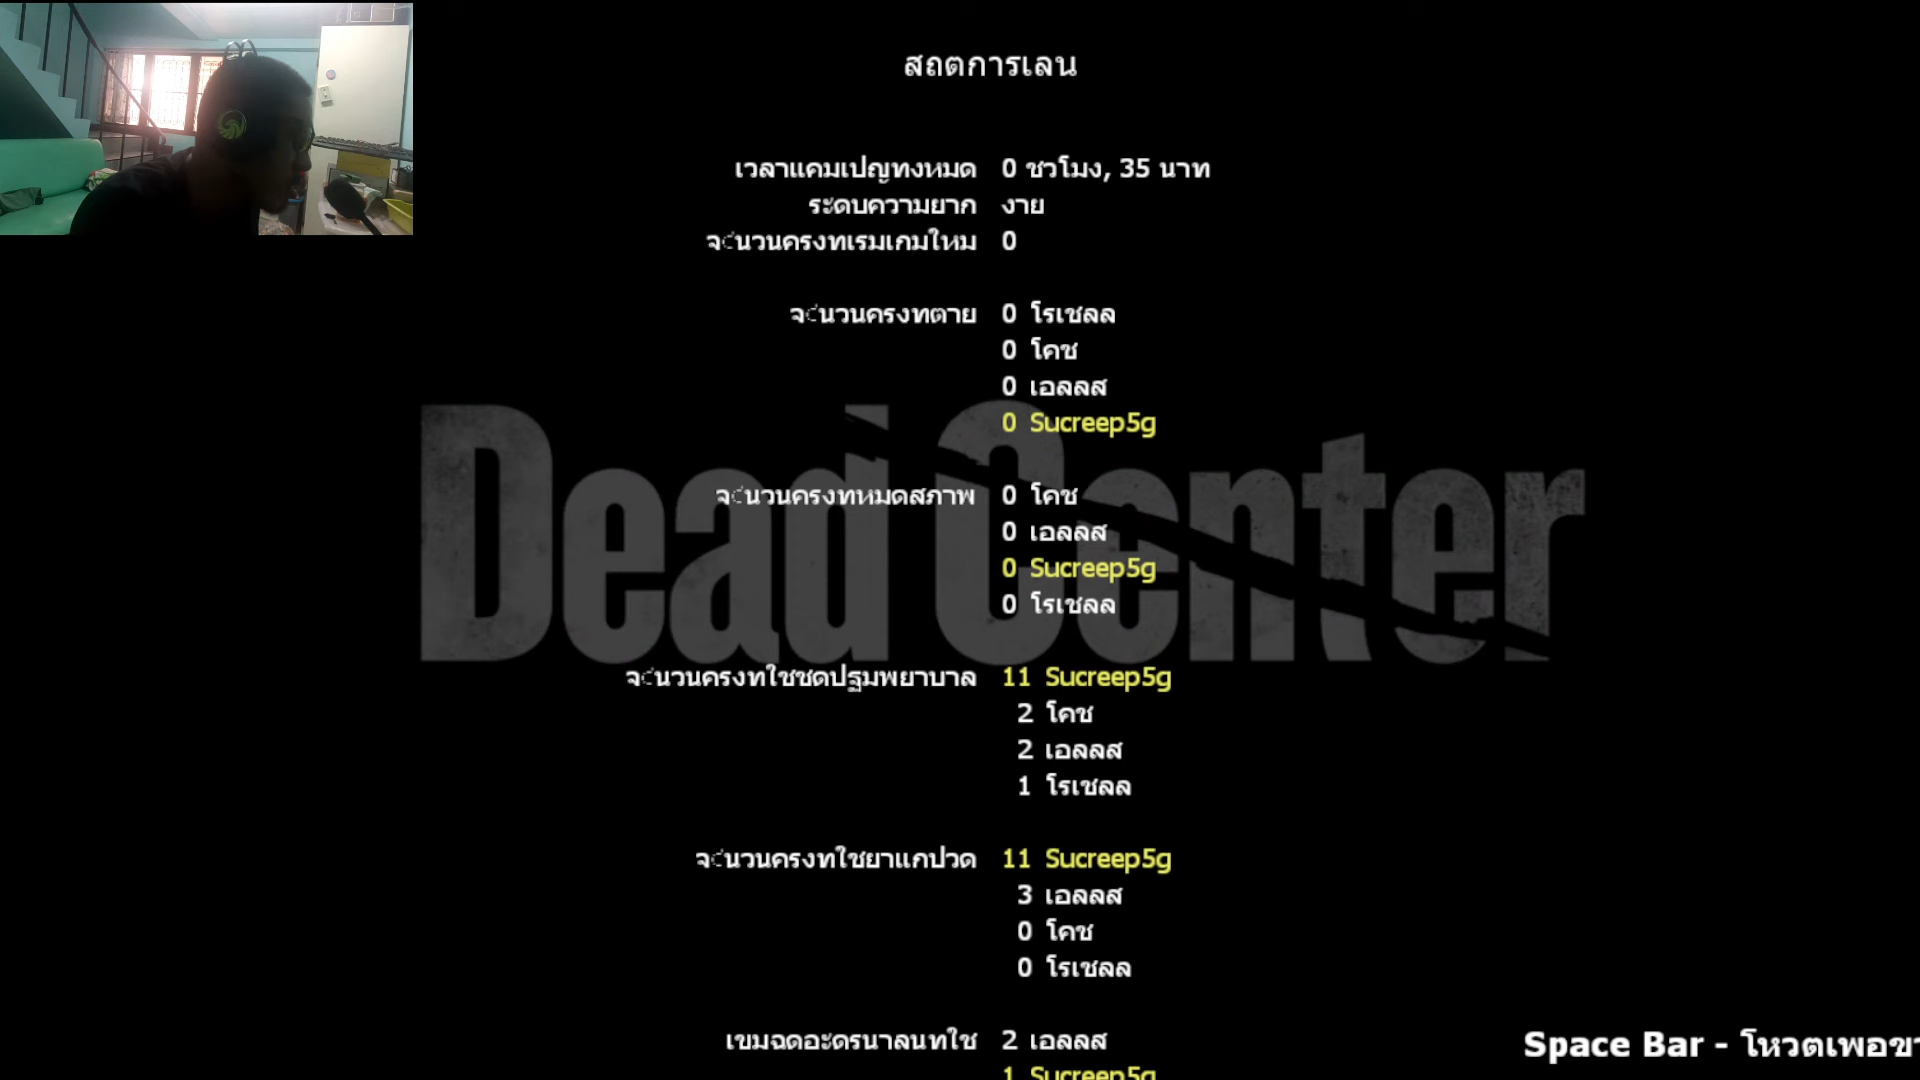 สถตการเลน
เวลาแคมเปญทงหมด 0 ชวโมง, 35 นาท
ระดบความยาก งาย
จํานวนครงทเรมเกมใหม 0
จํานวนครงทตาย 0 โรเชลล
0 โคช
0 เอลลส
0 Sucreep5g
Dead Center
จํานวนครงทหมดสภาพ 0 โคช
0 เอลลส
0 Sucreep5g
0 โรเชลล
จํานวนครงทใชชดปฐมพยาบาล 11 Sucreep5g
2 โคช
2 เอลลส
1 โรเชลล
จํานวนครงทใชยาแกปวด 11 Sucreep5g
3 เอลลส
0 โคช
0 โรเชลล
เขมฉดอะดรนาลนทใช 2 เอลลส
1 Sucreep5g
Space Bar - โหวตเพอขา